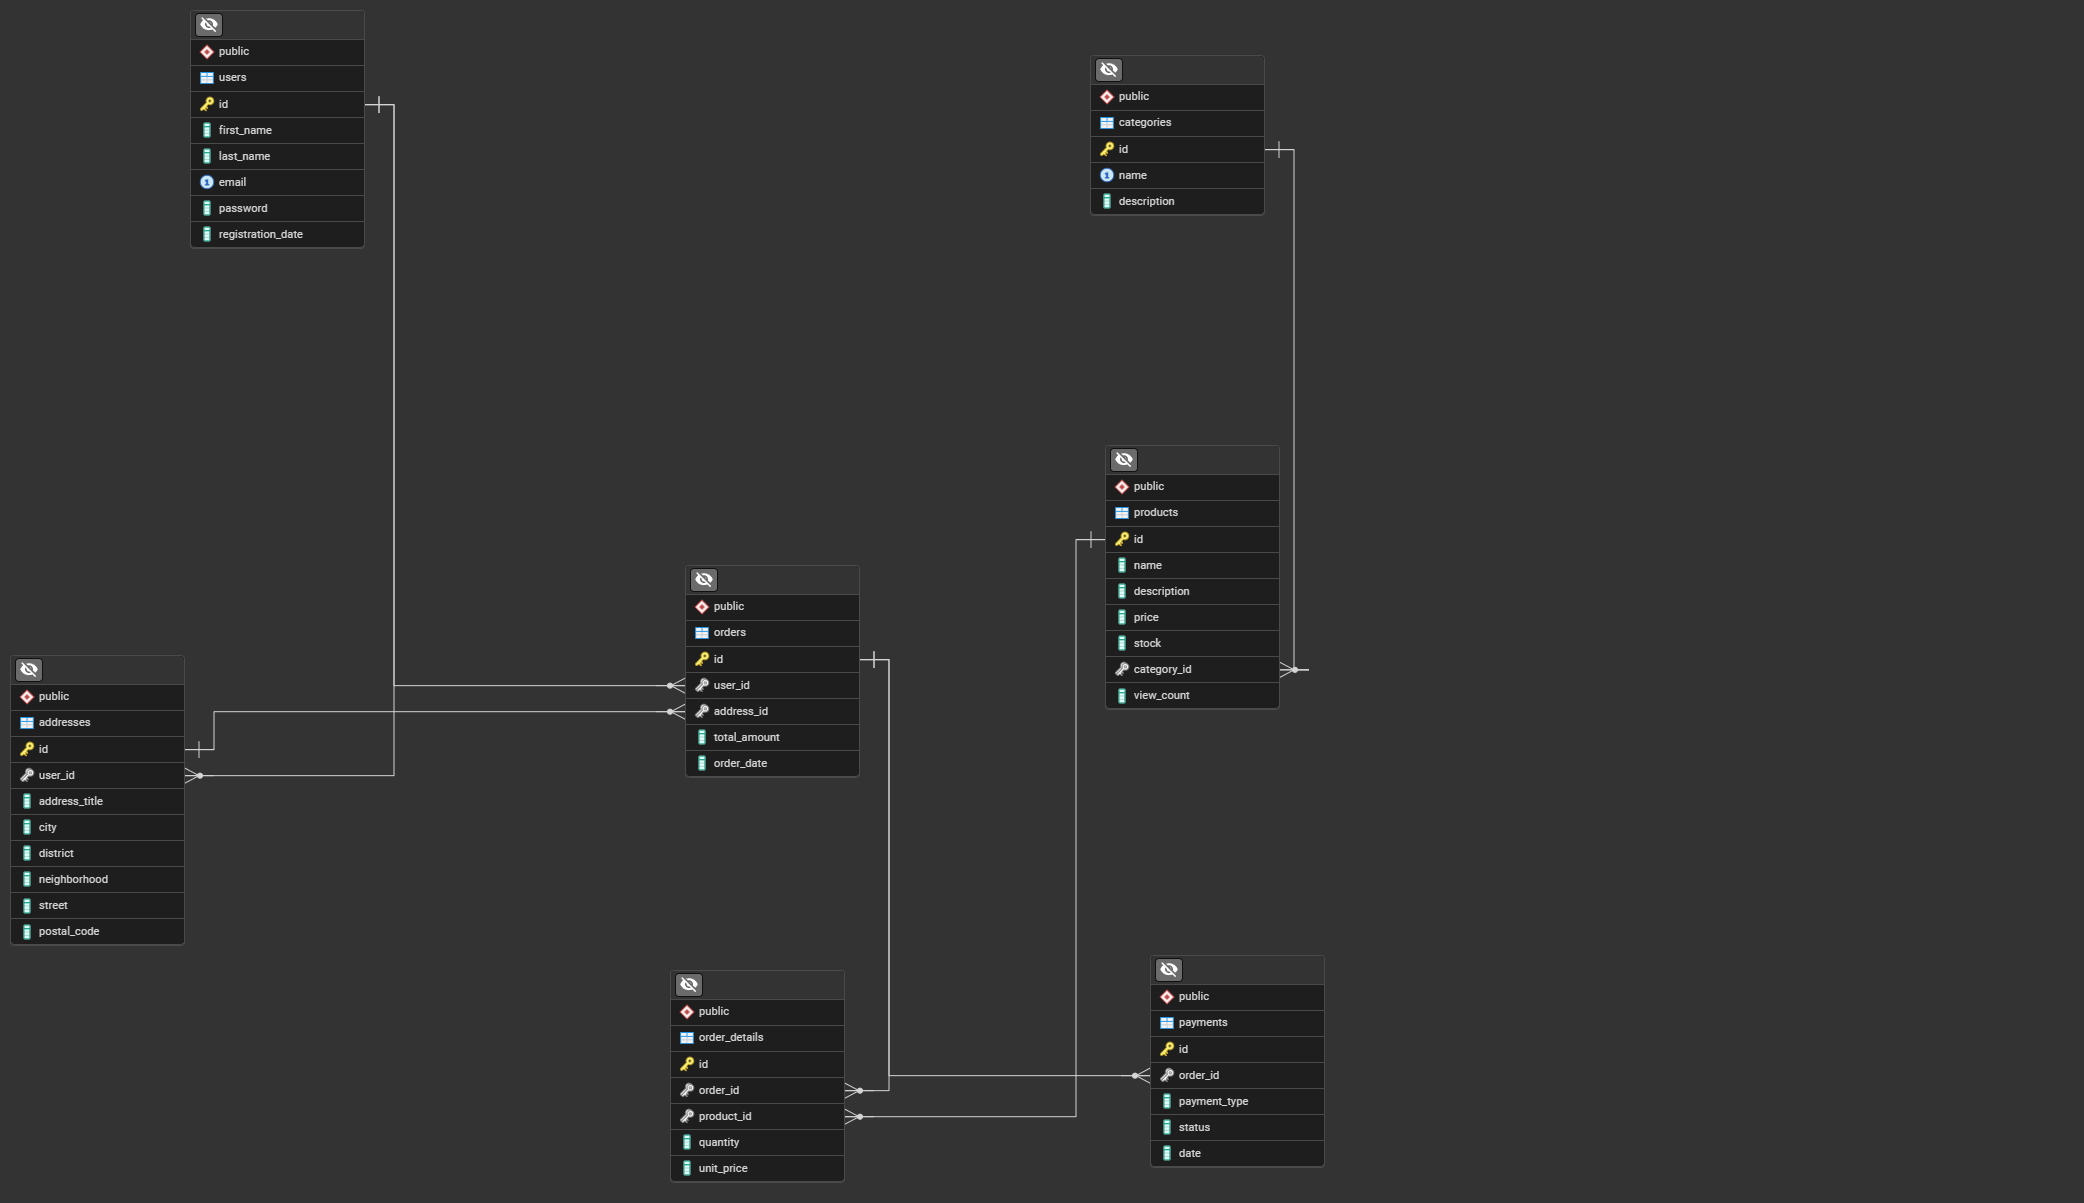 public
users
id
first_name
last_name
email
password
registration_date
public
categories
id
name
description
public
products
id
name
description
price
stock
category_id
view_count
public
orders
id
user_id
address_id
total_amount
order_date
public
addresses
id
user_id
address_title
city
district
neighborhood
street
postal_code
public
order_details
id
order_id
product_id
quantity
unit_price
public
payments
id
order_id
payment_type
status
date